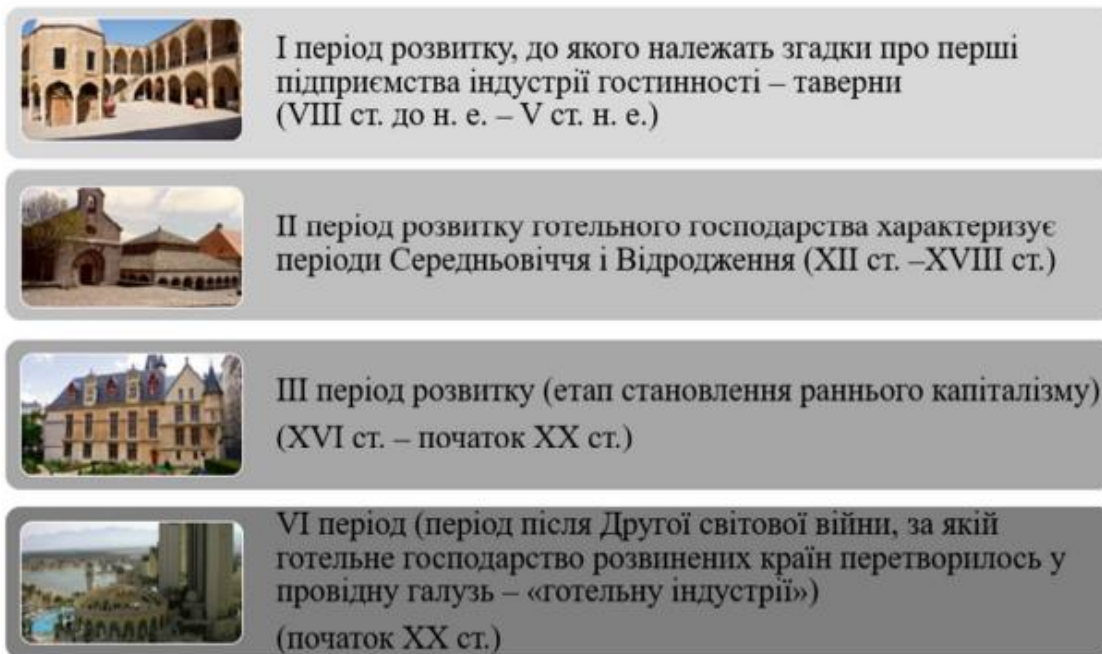 І період розвитку, до якого належать згадки про перші
підприємства індустрії гостинності – таверни
(VIII ст. до н. е. – V ст. н. е.)
ІІ період розвитку готельного господарства характеризує
періоди Середньовіччя і Відродження (XII ст. –XVIII ст.)
ІІІ період розвитку (етап становлення раннього капіталізму)
(XVI ст. – початок XX ст.)
VI період (період після Другої світової війни, за якій
готельне господарство розвинених країн перетворилось у
провідну галузь – «готельну індустрії»)
(початок XX ст.)